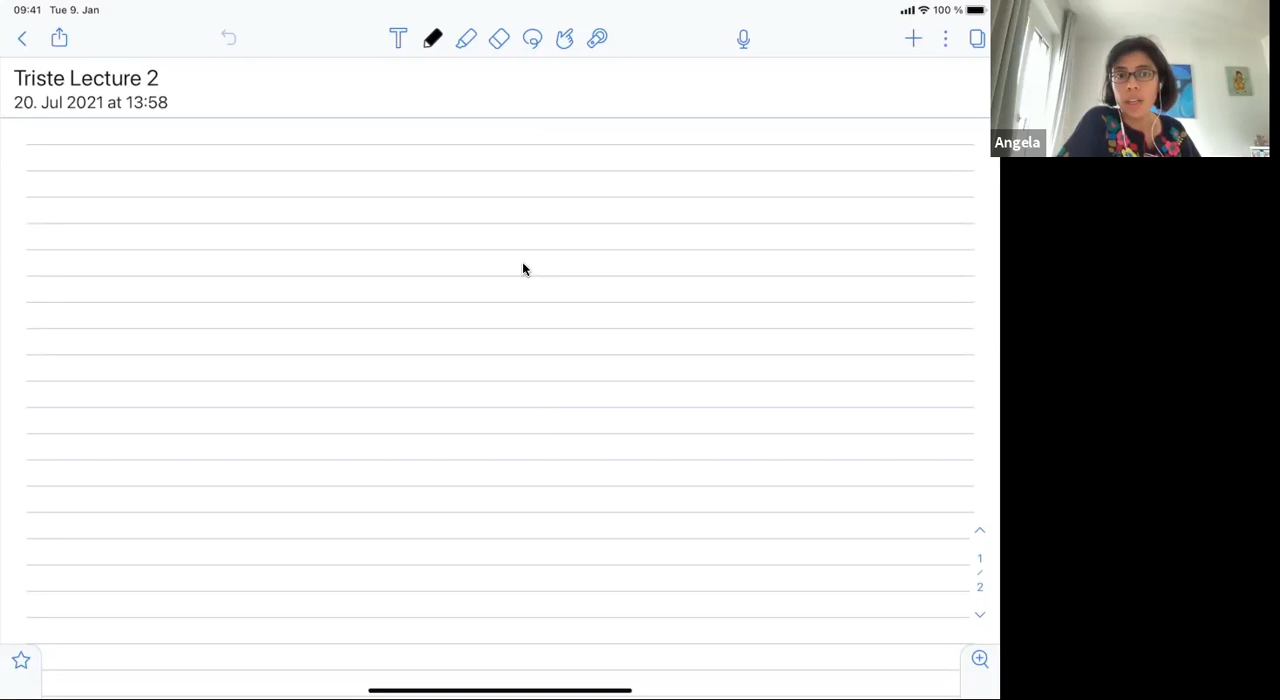 09:41 Tue 9. Jan 100 %
T
Triste Lecture 2
20. Jul 2021 at 13:58
Angela
1
/
2